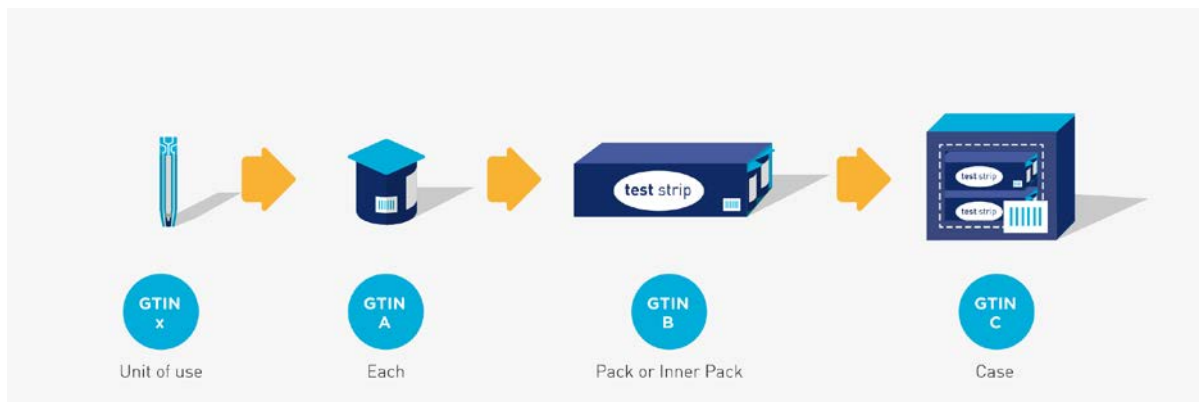 test strip
test strip
test strip
GTIN
x
GTIN
A
GTIN
B
GTIN
C
Unit of use
Each
Pack or Inner Pack
Case